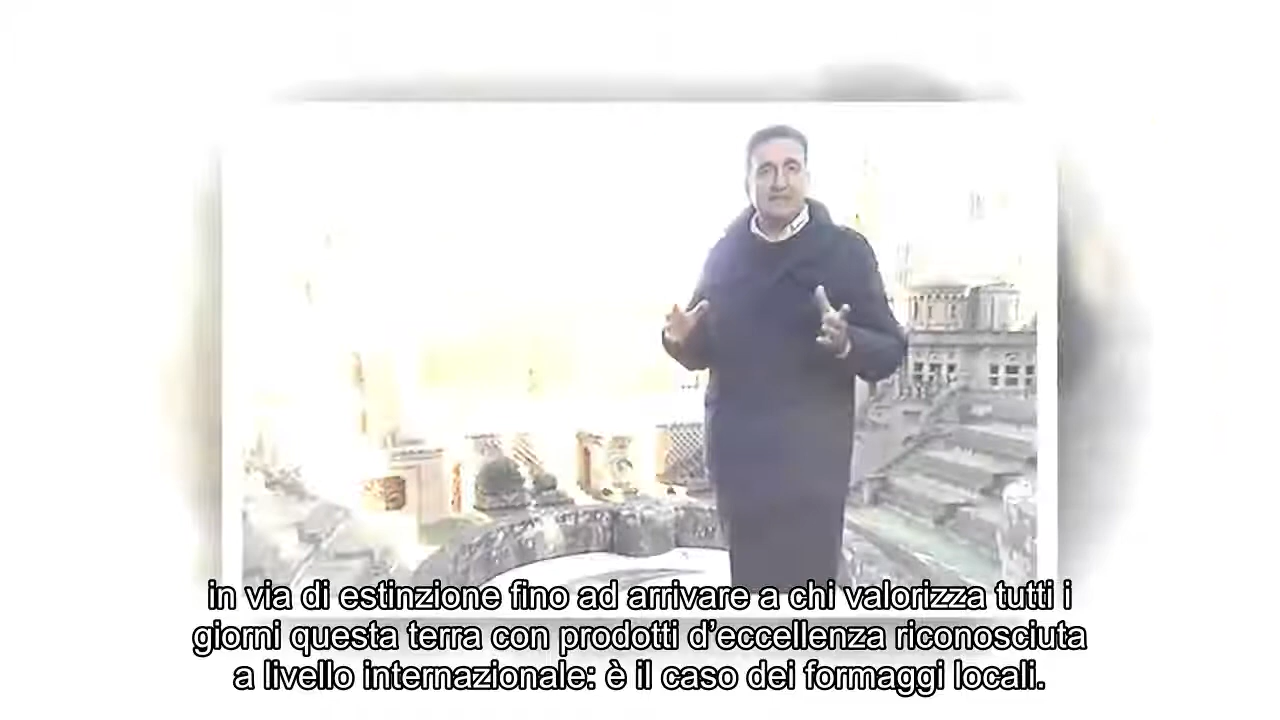 in via di estinzione fino ad arrivare a chi valorizza tutti i
giorni questa terra con prodotti d’eccellenza riconosciuta
a livello internazionale: è il caso dei formaggi locali.